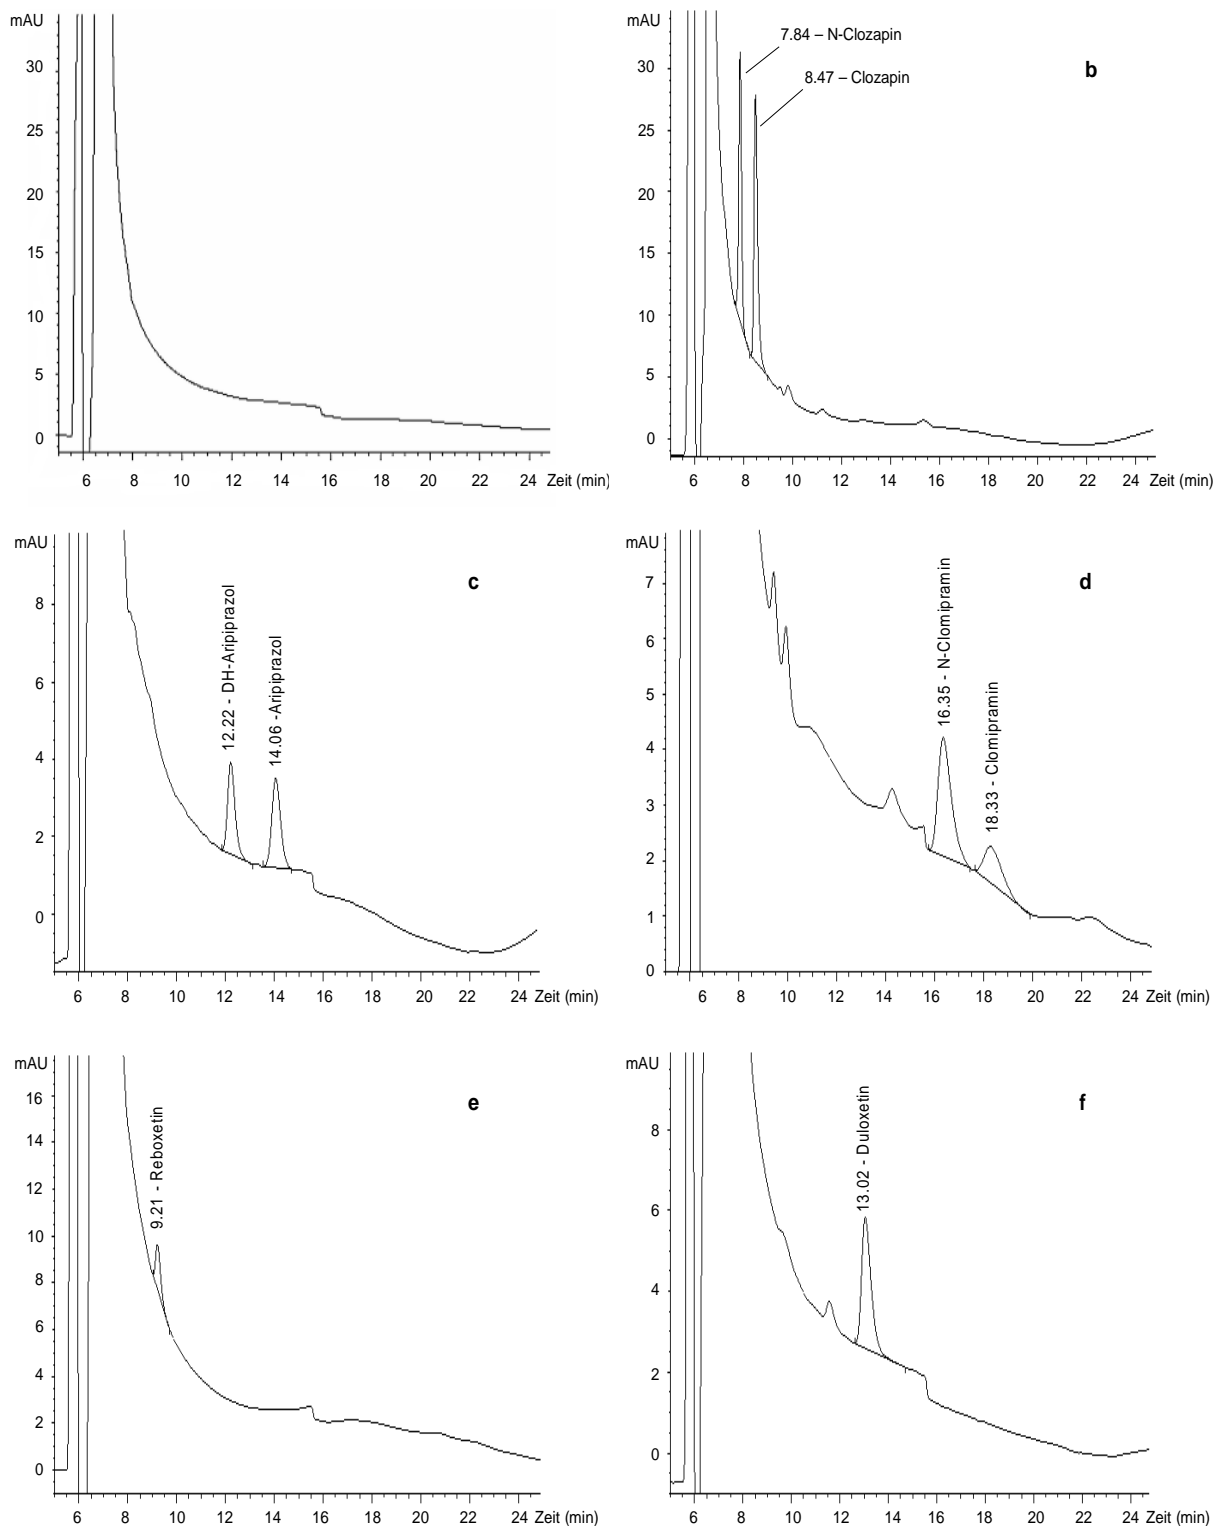 mAU
30
25
20
15
10
5
0
6 8 10 12 14 16 18 20 22 24 Zeit (min)
mAU
7.84 – N-Clozapin
8.47 – Clozapin
b
30
25
20
15
10
5
0
6 8 10 12 14 16 18 20 22 24 Zeit (min)
mAU
c
12.22 - DH-Aripiprazol
14.06 -Aripiprazol
8
6
4
2
0
6 8 10 12 14 16 18 20 22 24 Zeit (min)
mAU
d
16.35 - N-Clomipramin
18.33 - Clomipramin
7
6
5
4
3
2
1
0
6 8 10 12 14 16 18 20 22 24 Zeit (min)
mAU
e
9.21 - Reboxetin
16
14
12
10
8
6
4
2
0
6 8 10 12 14 16 18 20 22 24 Zeit (min)
mAU
f
13.02 - Duloxetin
8
6
4
2
0
6 8 10 12 14 16 18 20 22 24 Zeit (min)